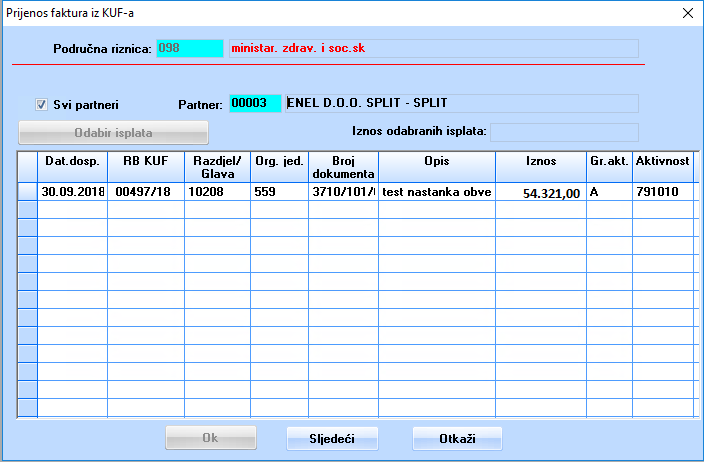 Prijenos faktura iz KUF-a
Područna riznica: 098 ministar. zdrav. i soc.sk
Svi partneri Partner: 00003 ENEL D.O.O. SPLIT - SPLIT
Odabir isplata Iznos odabranih isplata:
Dat.dosp. RB KUF Razdjel/ Glava Org. jed. Broj dokumenta Opis Iznos Gr.akt. Aktivnost
30.09.2018 00497/18 10208 559 3710/101/ test nastanka obve 54.321,00 A 791010
Ok Sljedeći Otkaži